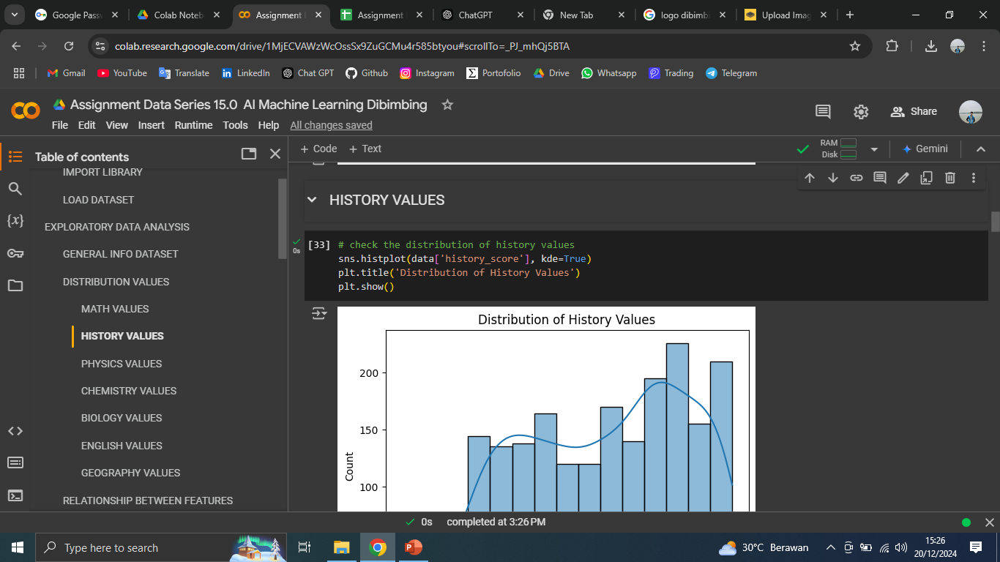 Google Passw
Colab Noteb
Assignment
Assignment
ChatGPT
New Tab
logo dibimbi
Upload Imag
colab.research.google.com/drive/1MjECVAWzWcOssSx9ZuGCMu4r585btyou#scrollTo=_PJ_mhQj5BTA
Gmail
YouTube
Translate
LinkedIn
Chat GPT
Github
Instagram
Portofolio
Drive
Whatsapp
Trading
Telegram
Assignment Data Series 15.0 AI Machine Learning Dibimbing
File Edit View Insert Runtime Tools Help All changes saved
Share
Table of contents
IMPORT LIBRARY
LOAD DATASET
EXPLORATORY DATA ANALYSIS
GENERAL INFO DATASET
DISTRIBUTION VALUES
MATH VALUES
HISTORY VALUES
PHYSICS VALUES
CHEMISTRY VALUES
BIOLOGY VALUES
ENGLISH VALUES
GEOGRAPHY VALUES
RELATIONSHIP BETWEEN FEATURES
+ Code + Text
RAM
Disk
Gemini
HISTORY VALUES
[33] # check the distribution of history values
0s
sns.histplot(data['history_score'], kde=True)
plt.title('Distribution of History Values')
plt.show()
Distribution of History Values
200
150
100
Count
0s completed at 3:26 PM
Type here to search
30°C Berawan
15:26
20/12/2024